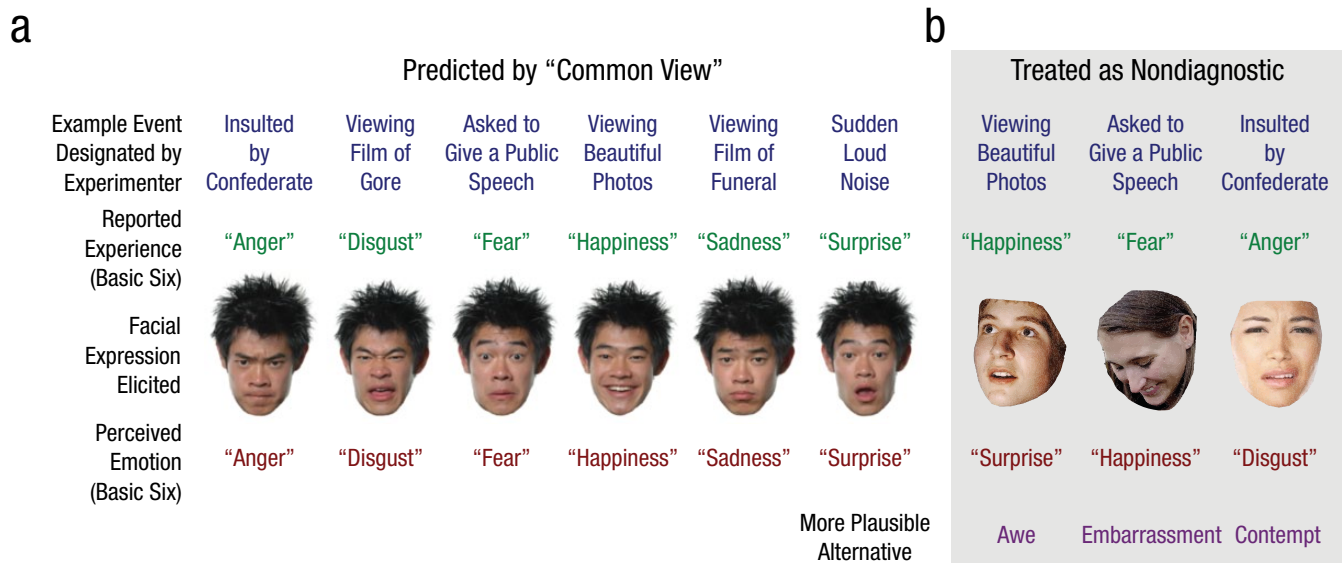 a
b
Predicted by “Common View”
Treated as Nondiagnostic
Example Event
Designated by
Experimenter
Insulted
by
Confederate
Viewing
Film of
Gore
Asked to
Give a Public
Speech
Viewing
Beautiful
Photos
Viewing
Film of
Funeral
Sudden
Loud
Noise
Viewing
Beautiful
Photos
Asked to
Give a Public
Speech
Insulted
by
Confederate
Reported
Experience
(Basic Six)
“Anger”
“Disgust”
“Fear”
“Happiness”
“Sadness”
“Surprise”
“Happiness”
“Fear”
“Anger”
Facial
Expression
Elicited
Perceived
Emotion
(Basic Six)
“Anger”
“Disgust”
“Fear”
“Happiness”
“Sadness”
“Surprise”
“Surprise”
“Happiness”
“Disgust”
More Plausible
Alternative
Awe
Embarrassment
Contempt